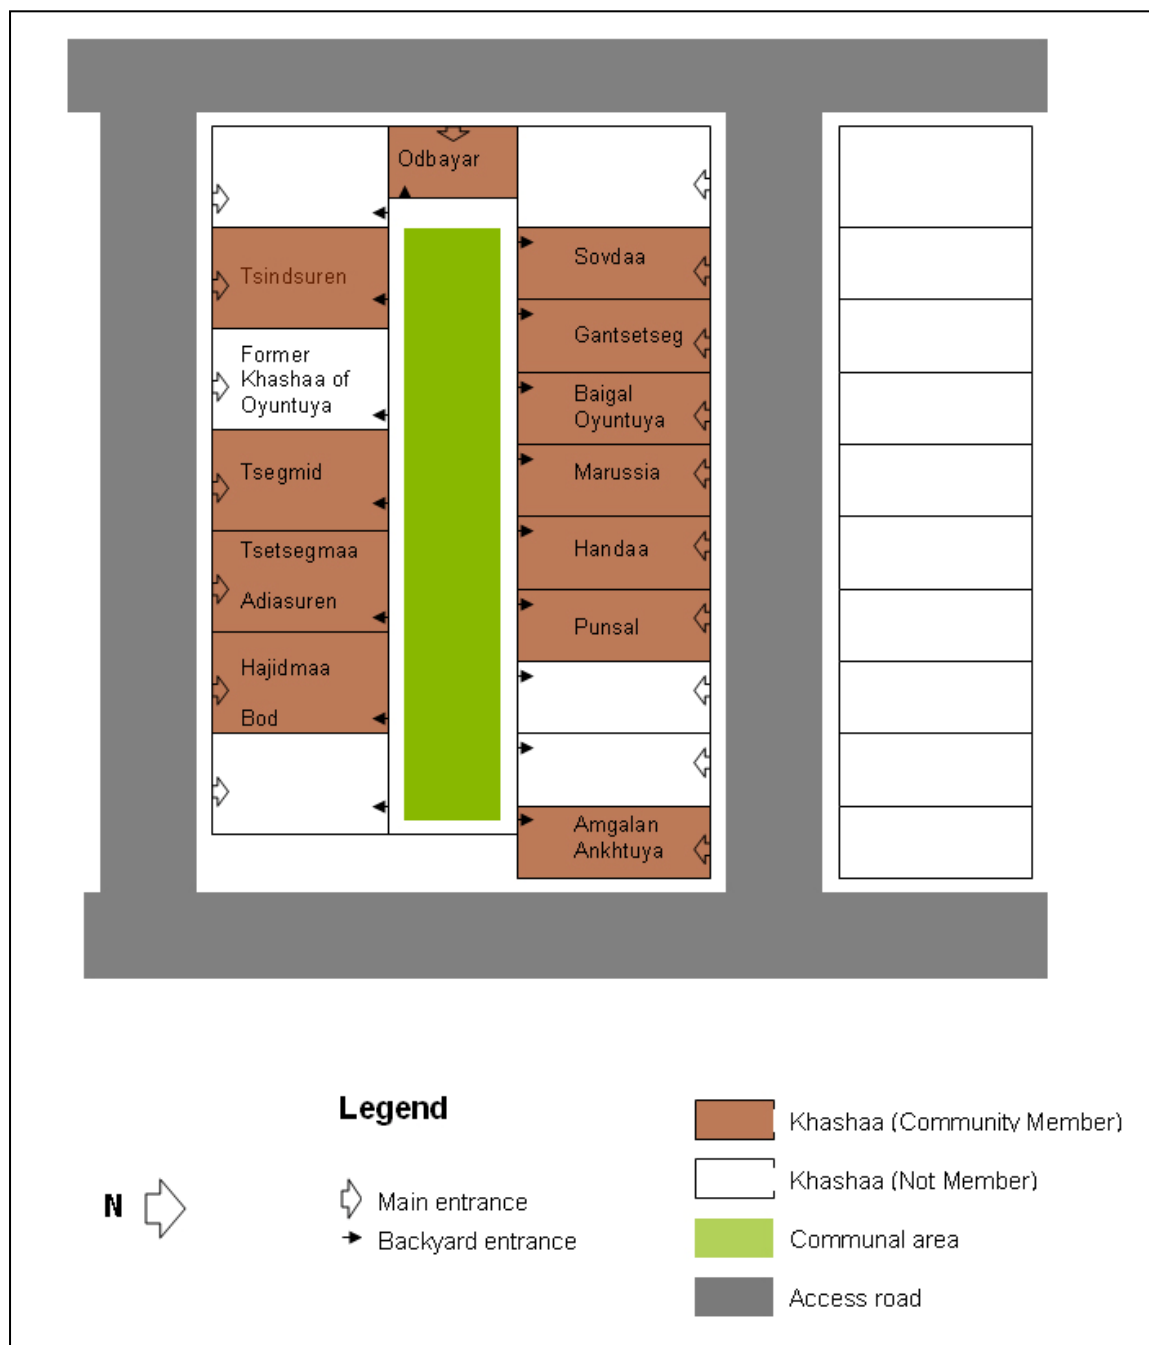 Odbayar
Tsindsuren
Former
Khashaa of
Oyuntuya
Tsegmid
Tsetsegmaa
Adiasuren
Hajidmaa
Bod
Sovdaa
Gantsetseg
Baigal
Oyuntuya
Marussia
Handaa
Punsal
Amgalan
Ankhtuya
Legend
N
Main entrance
Backyard entrance
Khashaa (Community Member)
Khashaa (Not Member)
Communal area
Access road